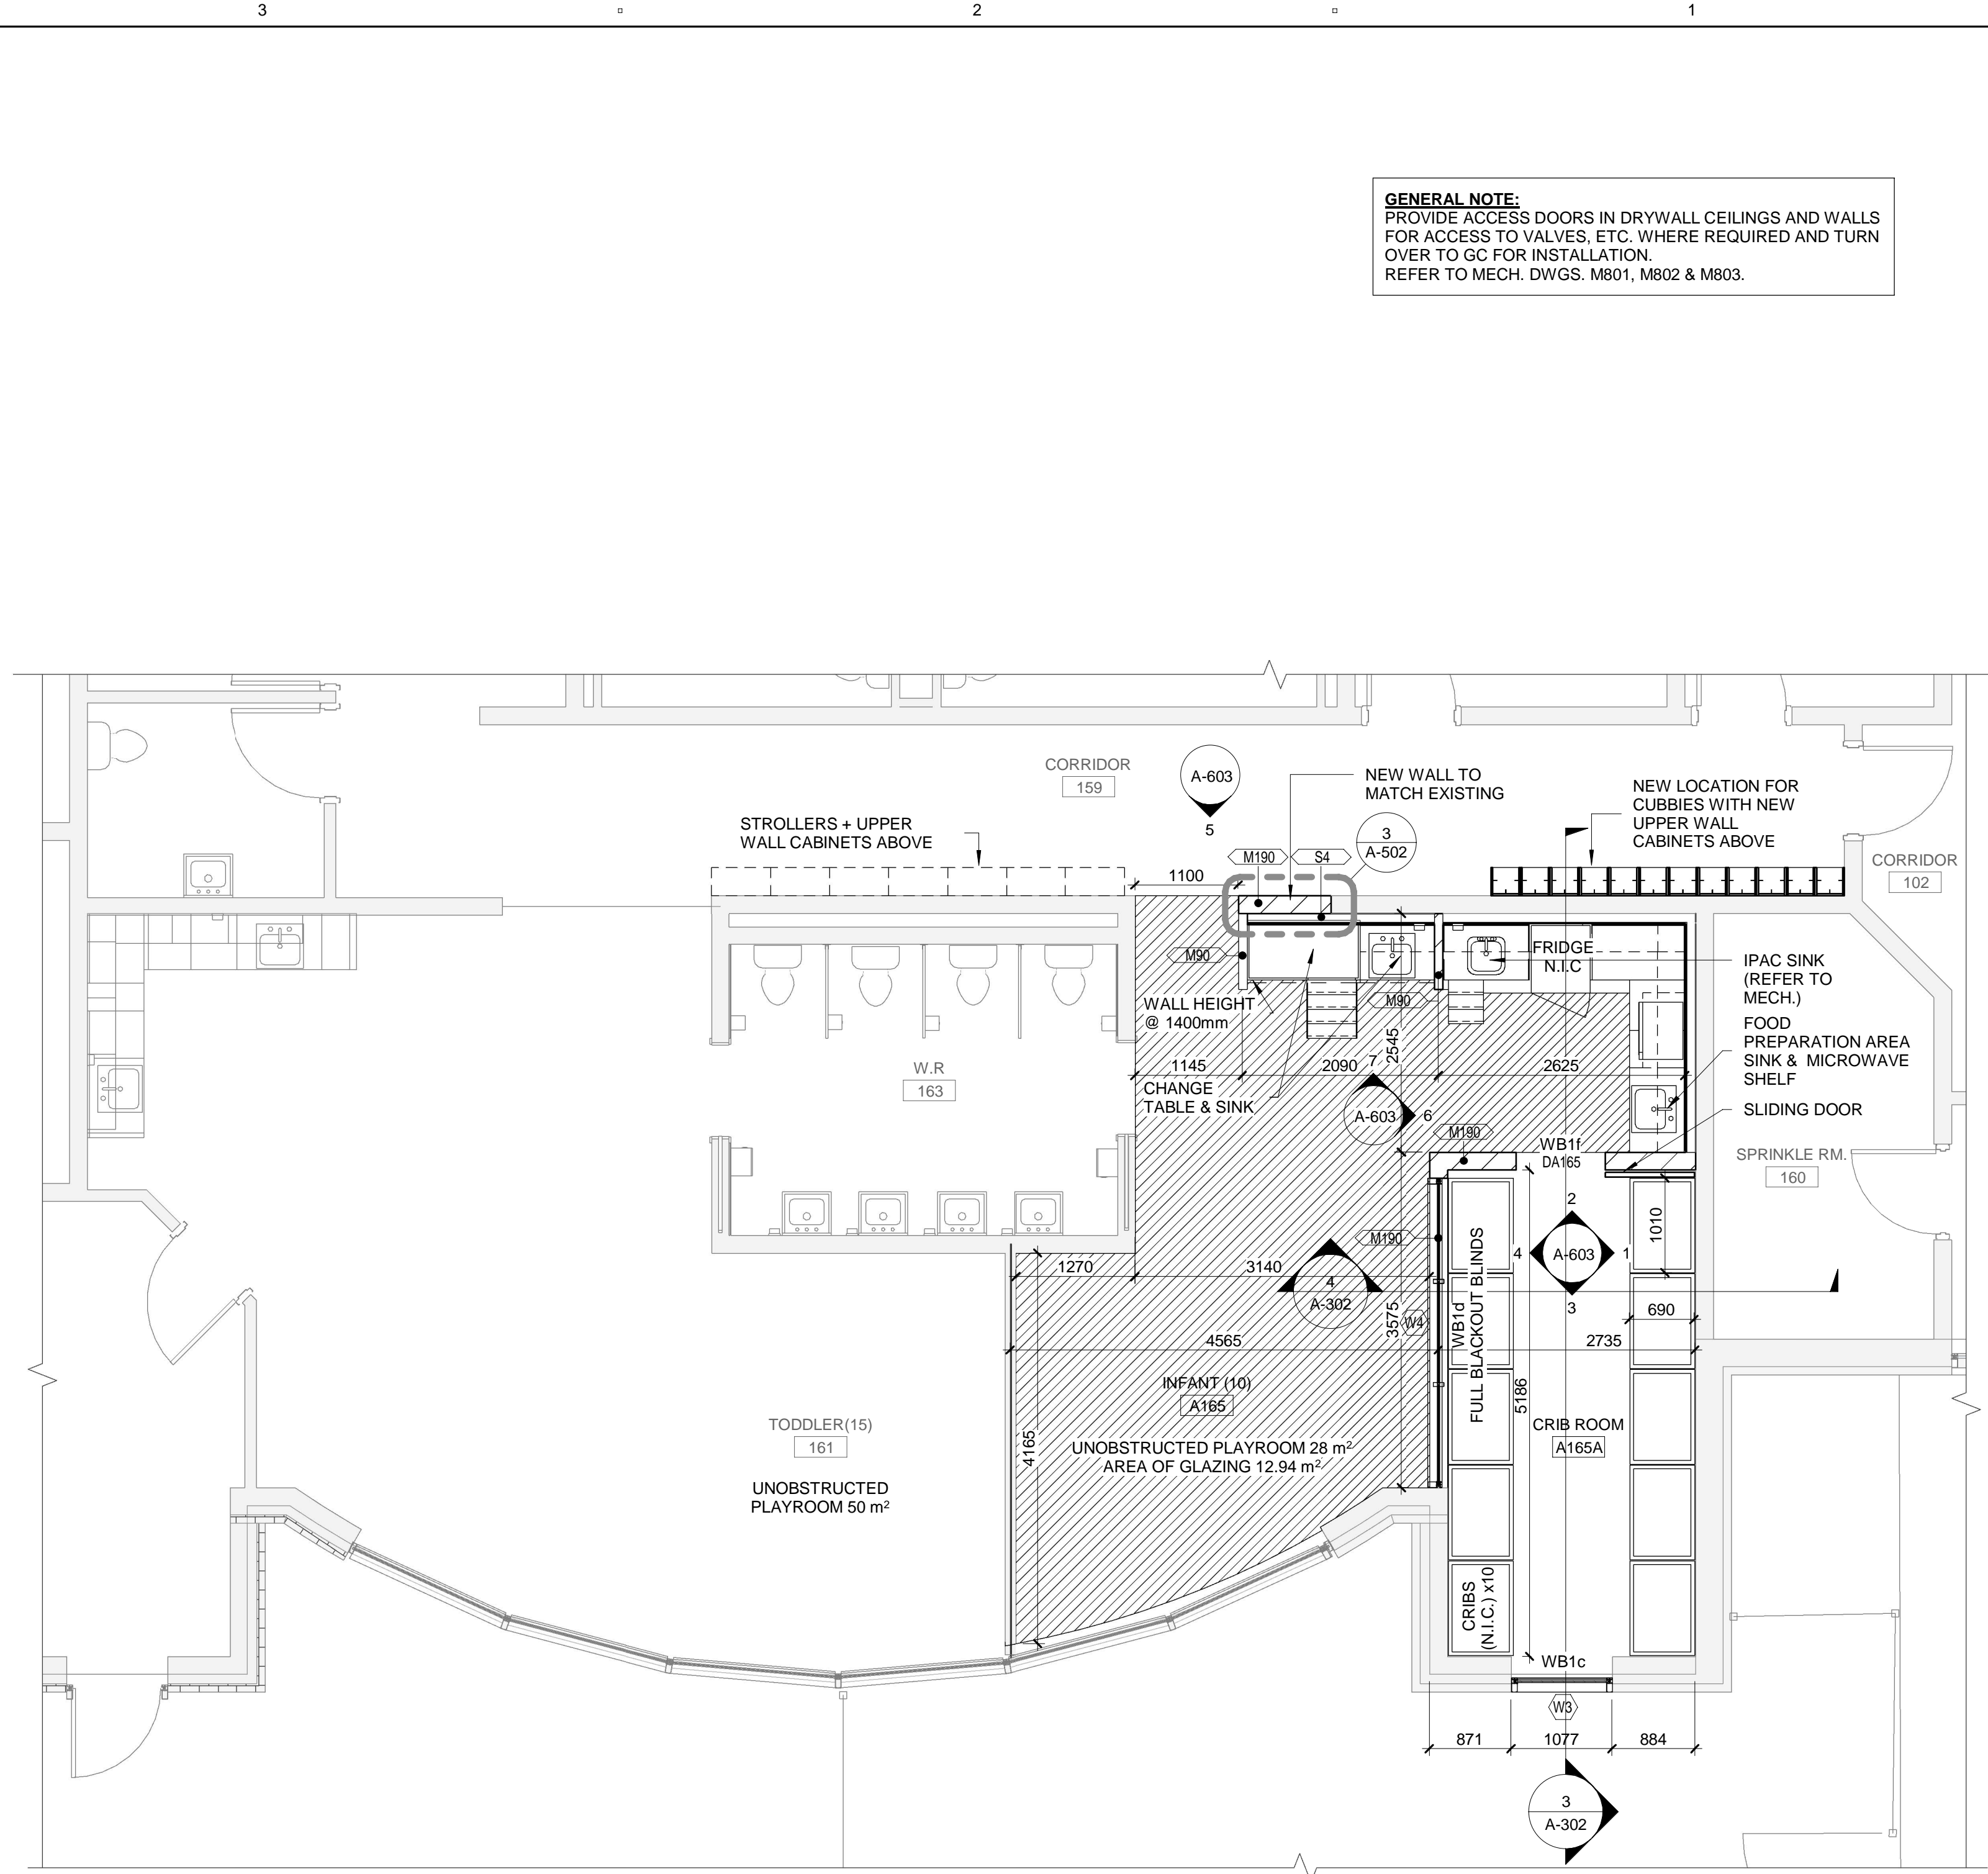 3
2
1
GENERAL NOTE:
PROVIDE ACCESS DOORS IN DRYWALL CEILINGS AND WALLS
FOR ACCESS TO VALVES, ETC. WHERE REQUIRED AND TURN
OVER TO GC FOR INSTALLATION.
REFER TO MECH. DWGS. M801, M802 & M803.
CORRIDOR
159
A-603
5
NEW WALL TO
MATCH EXISTING
NEW LOCATION FOR
CUBBIES WITH NEW
UPPER WALL
CABINETS ABOVE
STROLLERS + UPPER
WALL CABINETS ABOVE
3
A-502
M190
S4
CORRIDOR
102
1100
M90
FRIDGE
N.I.C
IPAC SINK
(REFER TO
MECH.)
WALL HEIGHT
@ 1400mm
M90
FOOD
PREPARATION AREA
SINK & MICROWAVE
SHELF
2545
W.R
163
1145
2090
7
2625
CHANGE
TABLE & SINK
A-603
6
SLIDING DOOR
M190
WB1f
DA165
SPRINKLE RM.
160
2
1010
M190
4
A-603
1
3
1270
3140
4
A-302
3575
W4
WB1d
FULL BLACKOUT BLINDS
690
4565
2735
5186
INFANT (10)
A165
TODDLER(15)
161
CRIB ROOM
A165A
4165
UNOBSTRUCTED PLAYROOM 28 m²
AREA OF GLAZING 12.94 m²
UNOBSTRUCTED
PLAYROOM 50 m²
CRIBS
(N.I.C.) x10
WB1c
W3
871
1077
884
3
A-302